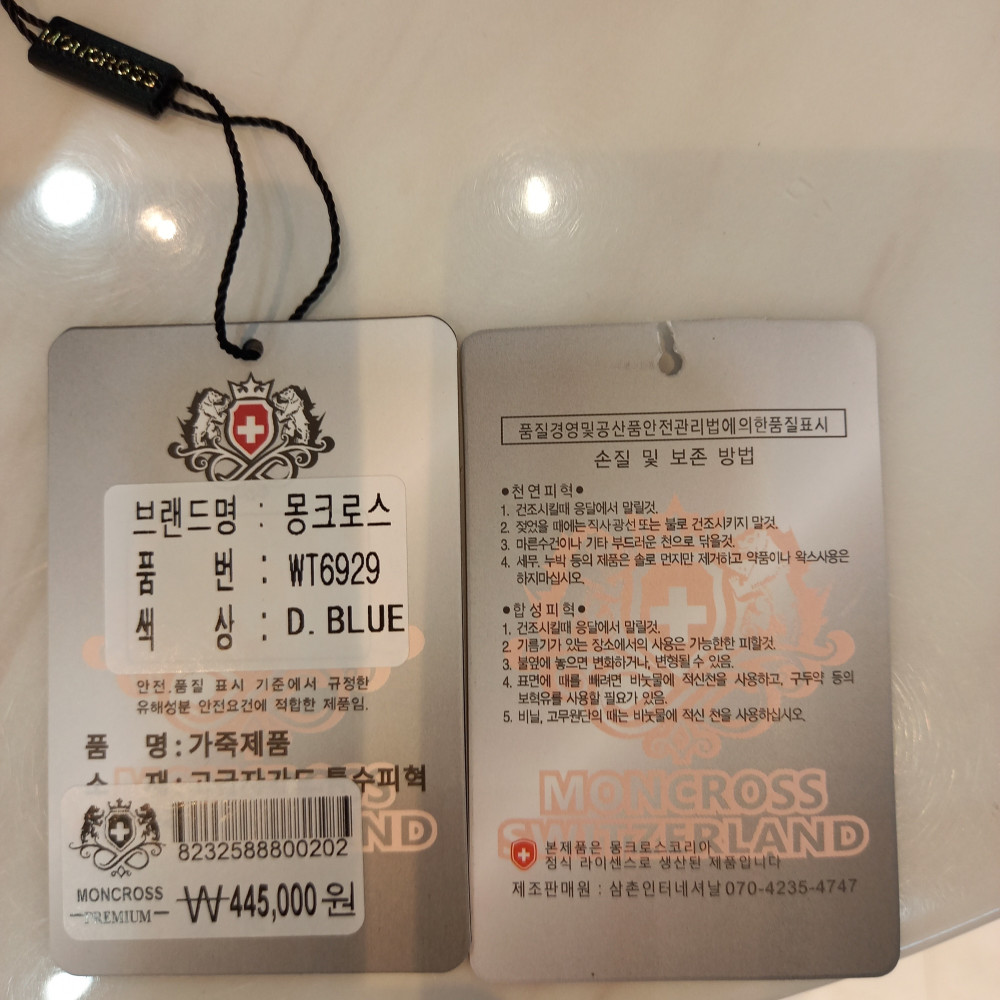 MONCROSS
브랜드명 : 몽크로스
품 번 : WT6929
색 상 : D. BLUE
안전.품질 표시 기준에서 규정한
유해성분 안전요건에 적합한 제품임.
품 명 : 가죽제품
소 재 : 고급자가드 특수피혁
8232588800202
MONCROSS
PREMIUM
₩445,000원
품질경영및공산품안전관리법에의한품질표시
손질 및 보존 방법
●천연피혁●
1. 건조시킬때 응달에서 말릴것.
2. 젖었을 때에는 직사 광선 또는 불로 건조시키지 말것.
3. 마른수건이나 기타 부드러운 천으로 닦을것.
4. 세무, 누박 등의 제품은 솔로 먼지만 제거하고 약품이나 왁스사용은
하지마십시오.
●합성피혁●
1. 건조시킬때 응달에서 말릴것.
2. 기름기가 있는 장소에서의 사용은 가능한한 피할것.
3. 불옆에 놓으면 변화하거나, 변형될 수 있음.
4. 표면에 때를 빼려면 비눗물에 적신천을 사용하고, 구두약 등의
보혁유를 사용할 필요가 있음.
5. 비닐, 고무원단의 때는 비눗물에 적신 천을 사용하십시오.
MONCROSS
SWITZERLAND
본제품은 몽크로스코리아
정식 라이센스로 생산된 제품입니다
제조판매원 : 삼촌인터네셔날 070-4235-4747